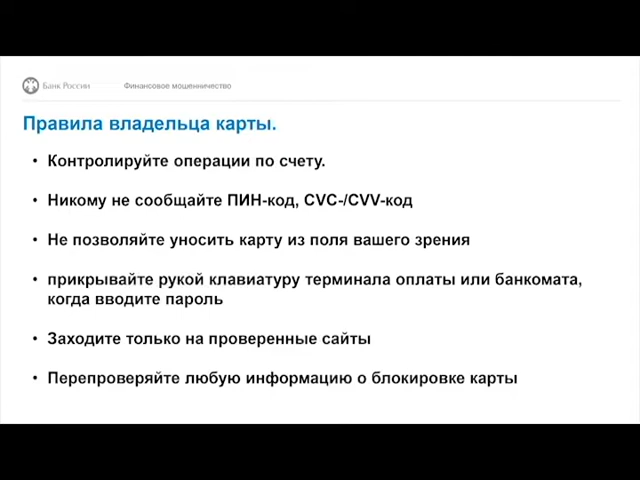 Банк России
Финансовое мошенничество
Правила владельца карты.
• Контролируйте операции по счету.
• Никому не сообщайте ПИН-код, CVC-/CVV-код
• Не позволяйте уносить карту из поля вашего зрения
• прикрывайте рукой клавиатуру терминала оплаты или банкомата,
когда вводите пароль
• Заходите только на проверенные сайты
• Перепроверяйте любую информацию о блокировке карты